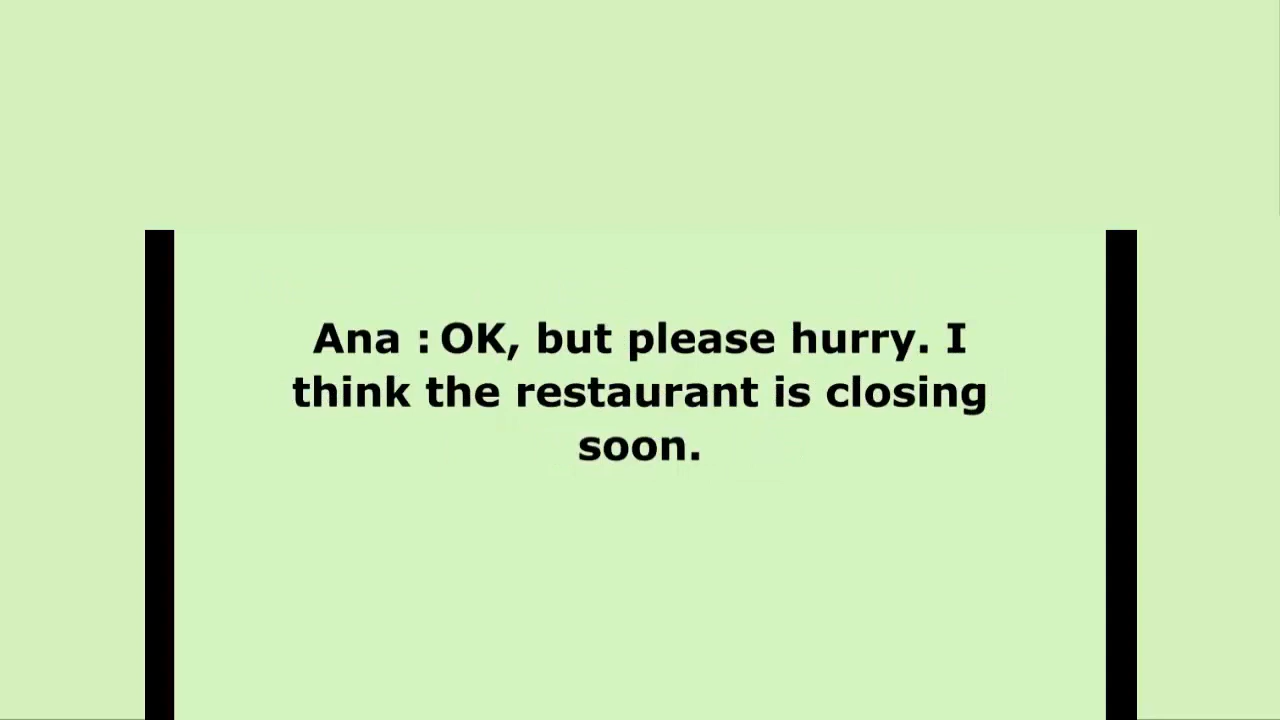 Ana : OK, but please hurry. I
think the restaurant is closing
soon.